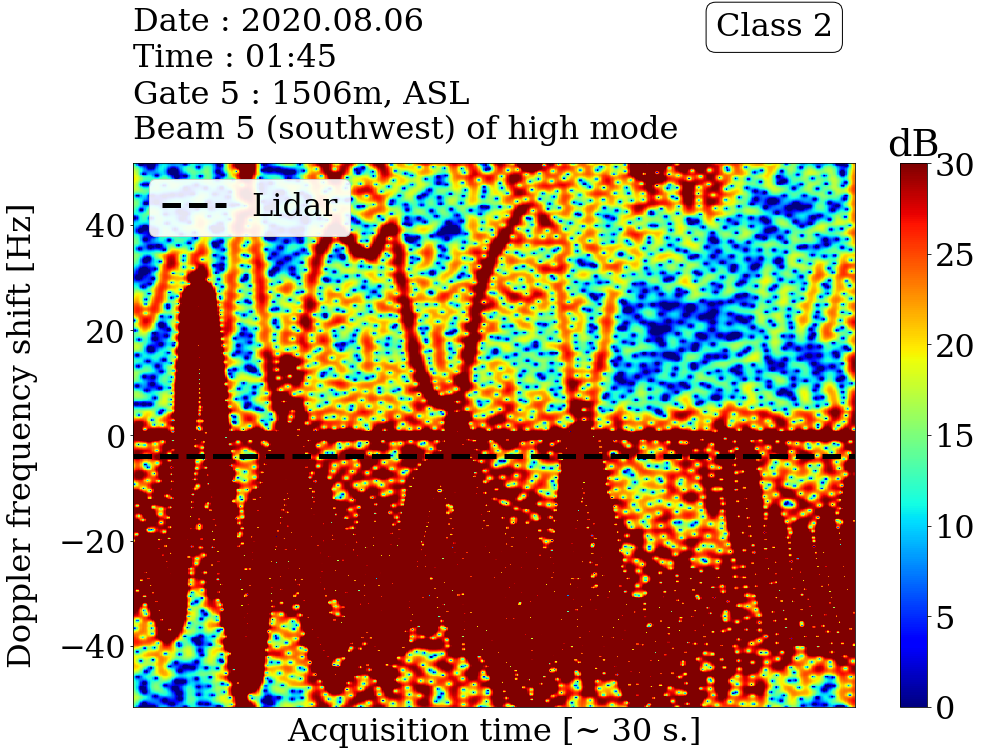 Date : 2020.08.06
Time : 01:45
Gate 5 : 1506m, ASL
Beam 5 (southwest) of high mode
Class 2
dB
30
25
20
15
10
5
0
Lidar
Doppler frequency shift [Hz]
40
20
0
−20
−40
Acquisition time [~ 30 s.]